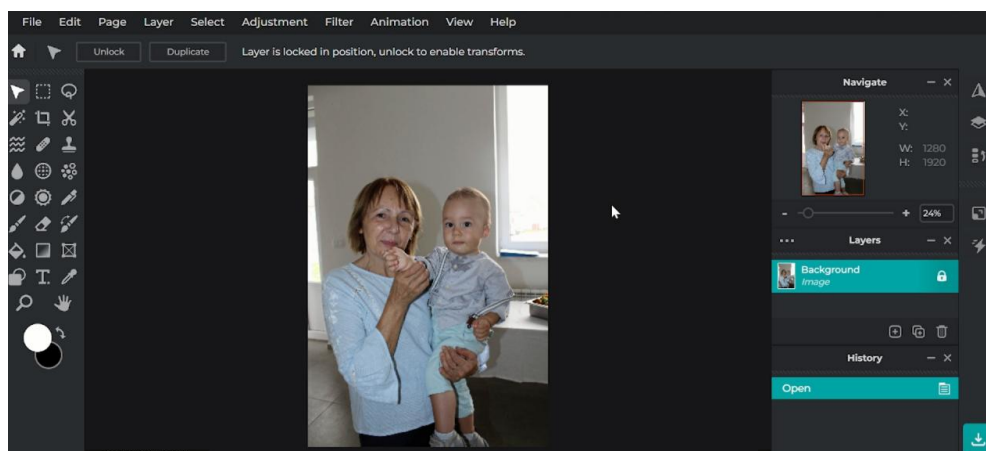 File Edit Page Layer Select Adjustment Filter Animation View Help
Unlock Duplicate Layer is locked in position, unlock to enable transforms.
Navigate
X:
Y:
W: 1280
H: 1920
- + 24%
Layers
Background
Image
History
Open
T.